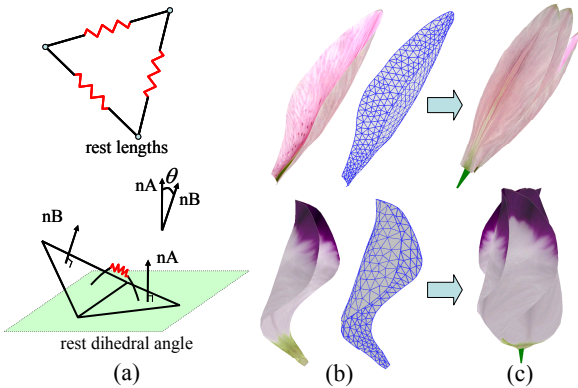 rest lengths
nA
θ
nB
nB
nA
rest dihedral angle
(a)
(b)
(c)